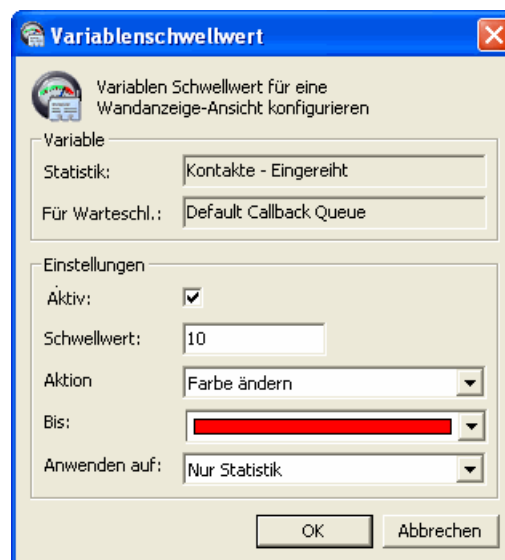 Variablenschwellwert
Variablen Schwellwert für eine
Wandanzeige-Ansicht konfigurieren
Variable
Statistik: Kontakte - Eingereiht
Für Warteschl.: Default Callback Queue
Einstellungen
Aktiv:
Schwellwert: 10
Aktion Farbe ändern
Bis:
Anwenden auf: Nur Statistik
OK Abbrechen